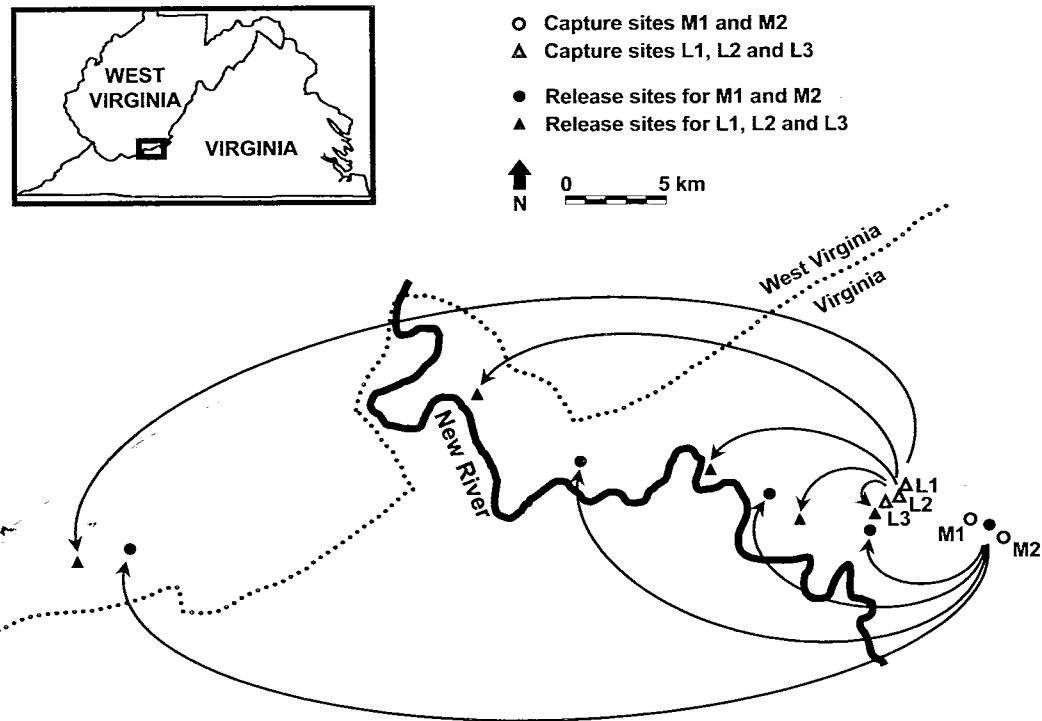 WEST
VIRGINIA
VIRGINIA
Capture sites M1 and M2
Capture sites L1, L2 and L3
Release sites for M1 and M2
Release sites for L1, L2 and L3
N
0 5 km
West Virginia
Virginia
New River
L1
L2
L3
M1
M2